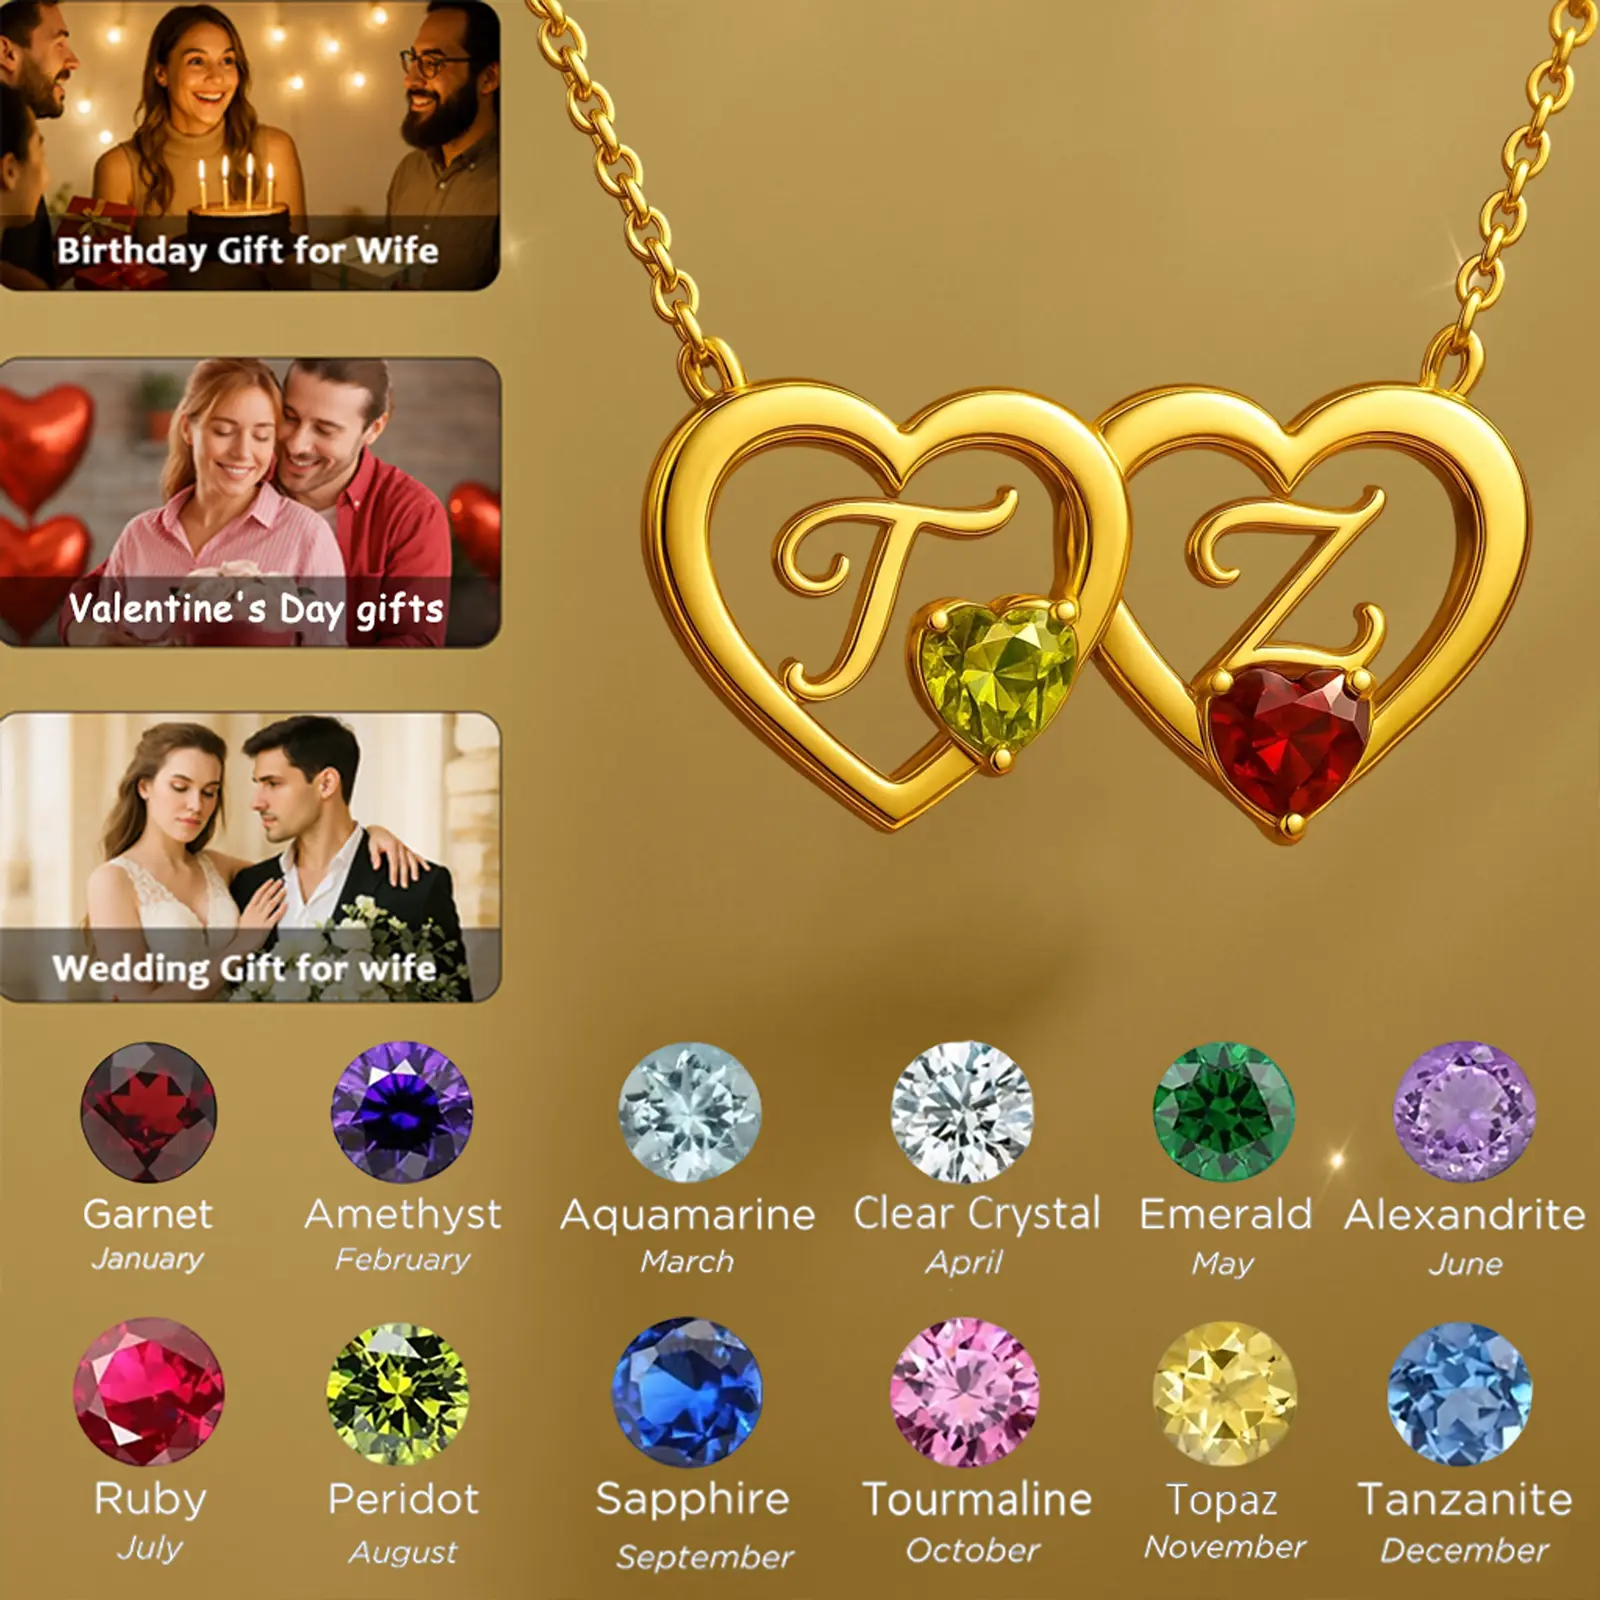 Birthday Gift for Wife
Valentine's Day gifts
Wedding Gift for wife
T
Z
Garnet
January
Amethyst
February
Aquamarine
March
Clear Crystal
April
Emerald
May
Alexandrite
June
Ruby
July
Peridot
August
Sapphire
September
Tourmaline
October
Topaz
November
Tanzanite
December